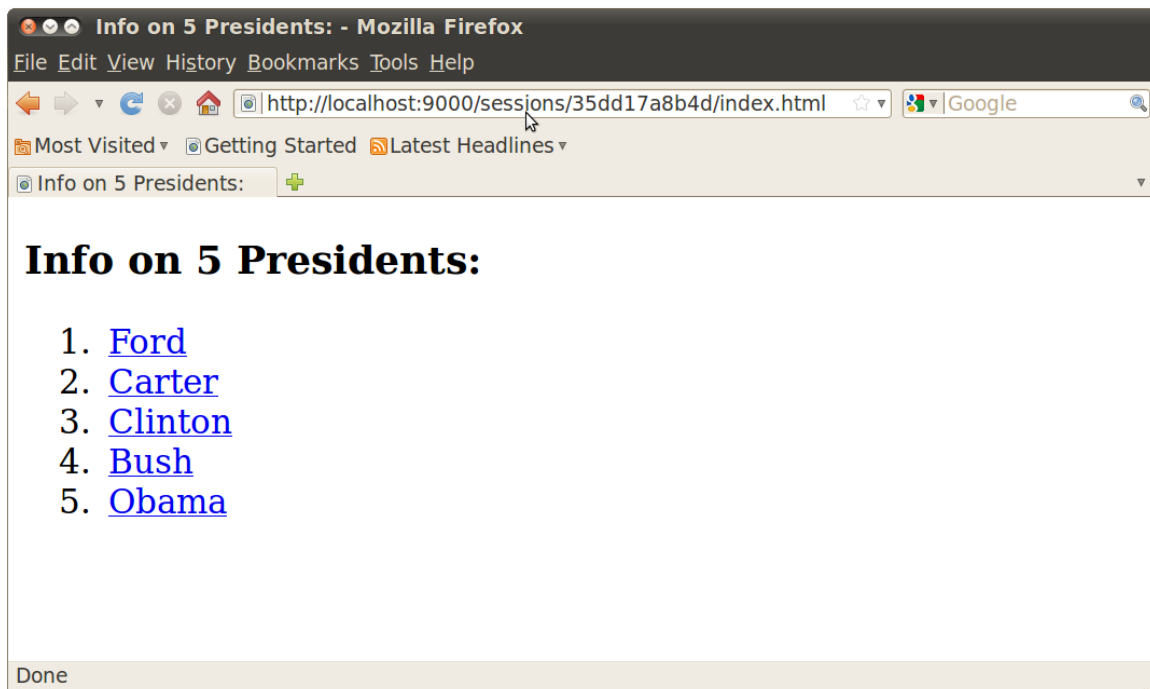 Info on 5 Presidents: - Mozilla Firefox
File Edit View History Bookmarks Tools Help
http://localhost:9000/sessions/35dd17a8b4d/index.html Google
Most Visited Getting Started Latest Headlines
Info on 5 Presidents:
Info on 5 Presidents:
1. Ford
2. Carter
3. Clinton
4. Bush
5. Obama
Done